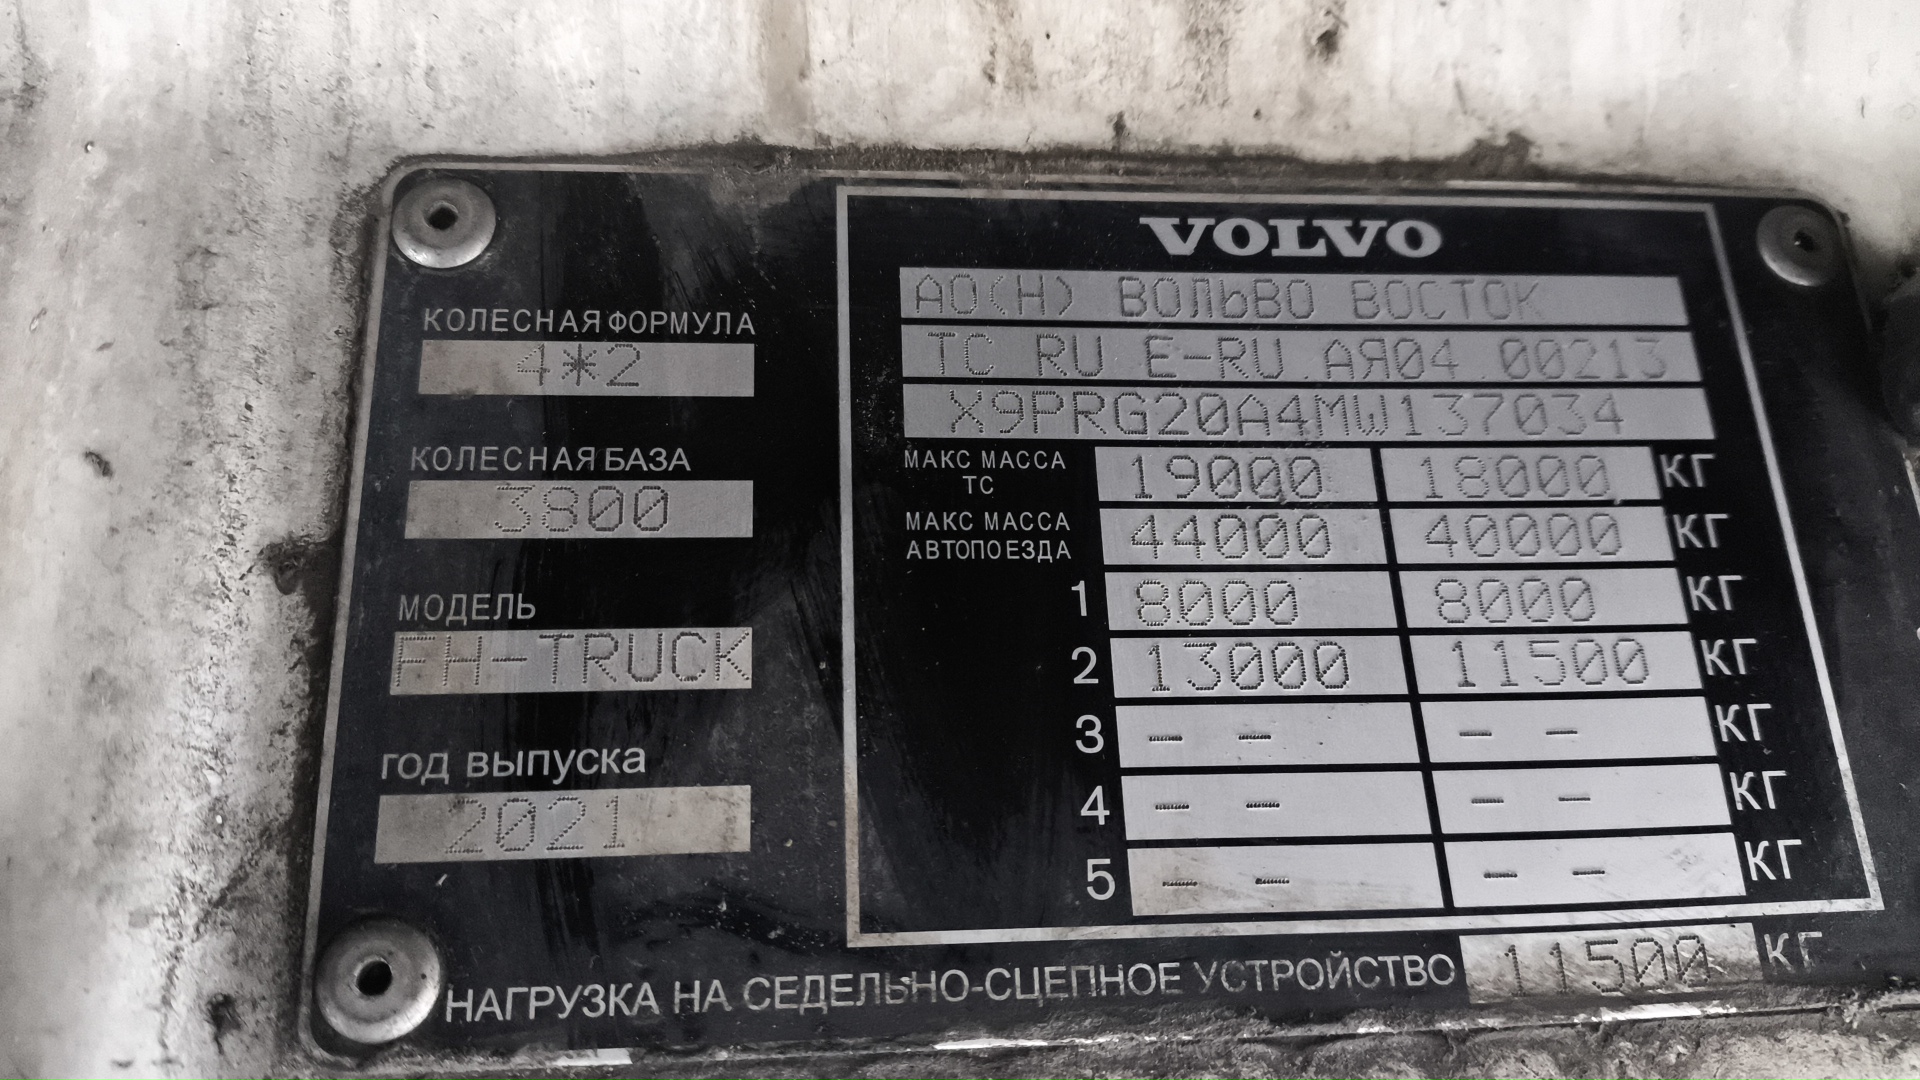 КОЛЕСНАЯ ФОРМУЛА
4*2
КОЛЕСНАЯ БАЗА
3800
МОДЕЛЬ
FH-TRUCK
год выпуска
2021
VOLVO
АО(Н) ВОЛЬВО ВОСТОК
ТС RU E-RU.АЯ04.00213
X9PRG20A4MW137034
МАКС МАССА ТС 19000 18000 КГ
МАКС МАССА АВТОПОЕЗДА 44000 40000 КГ
1 8000 8000 КГ
2 13000 11500 КГ
3 - - - - КГ
4 - - - - КГ
5 - - - - КГ
НАГРУЗКА НА СЕДЕЛЬНО-СЦЕПНОЕ УСТРОЙСТВО 11500 КГ